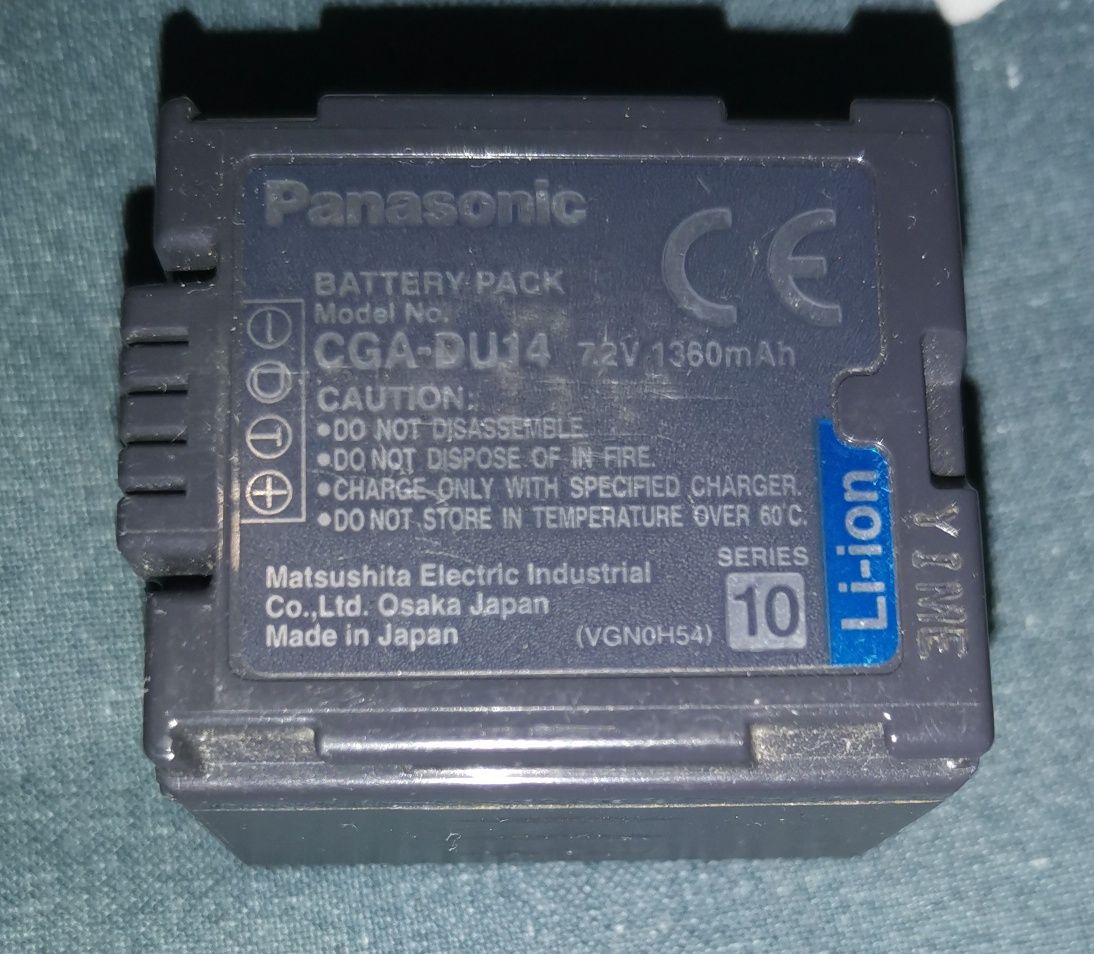 Panasonic
CE
BATTERY PACK
Model No.
CGA-DU14 7.2V 1360mAh
CAUTION:
●DO NOT DISASSEMBLE.
●DO NOT DISPOSE OF IN FIRE.
●CHARGE ONLY WITH SPECIFIED CHARGER.
●DO NOT STORE IN TEMPERATURE OVER 60°C.
− D T +
Matsushita Electric Industrial
Co.,Ltd. Osaka Japan
Made in Japan
(VGN0H54)
SERIES
10
Li-ion
YIME